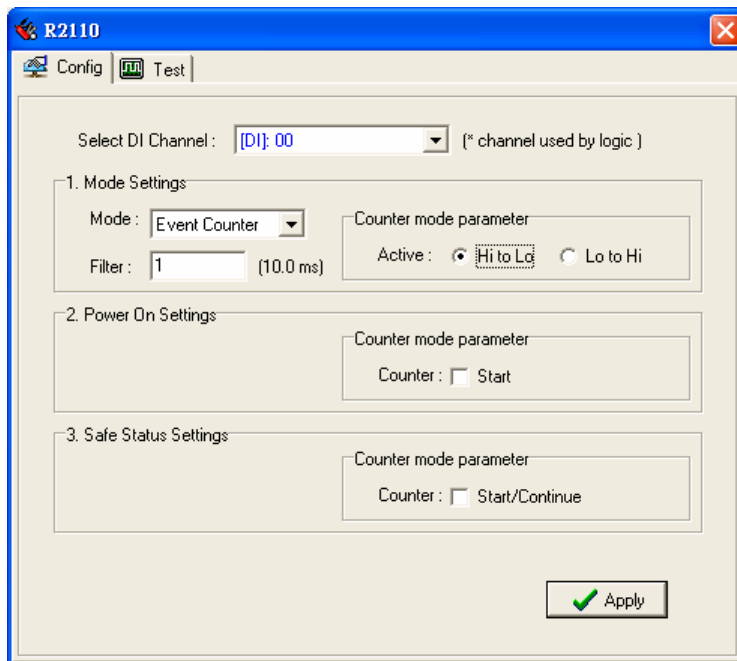 R2110
Config Test
Select DI Channel : [DI]: 00 (* channel used by logic )
1. Mode Settings
Mode : Event Counter
Filter : 1 (10.0 ms)
Counter mode parameter
Active : Hi to Lo Lo to Hi
2. Power On Settings
Counter mode parameter
Counter : Start
3. Safe Status Settings
Counter mode parameter
Counter : Start/Continue
Apply